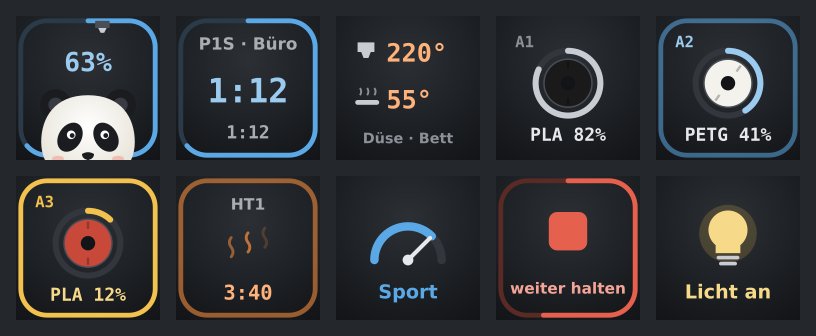 63%
P1S · Büro
1:12
1:12
220°
55°
Düse · Bett
A1
PLA 82%
A2
PETG 41%
A3
PLA 12%
HT1
3:40
Sport
weiter halten
Licht an